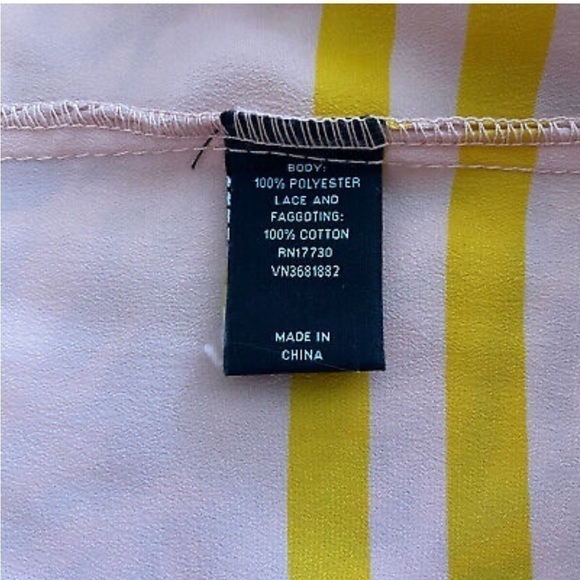 BODY:
100% POLYESTER
LACE AND
FAGGOTING:
100% COTTON
RN17730
VN3681882
MADE IN
CHINA